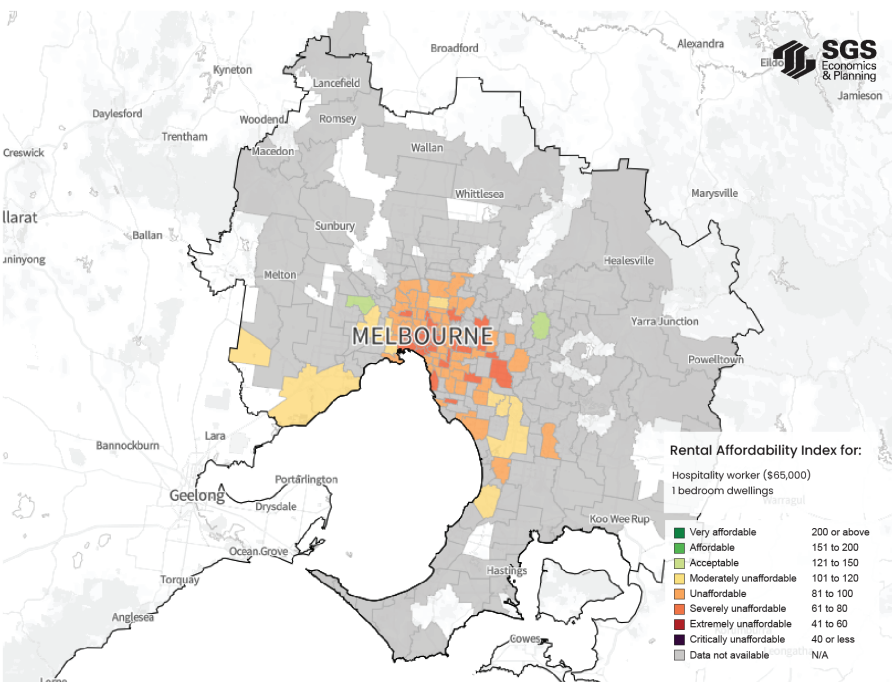 Broadford
Alexandra
SGS
Economics
& Planning
Eildo
Kyneton
Lancefield
Jamieson
Daylesford
Woodend
Romsey
Trentham
Creswick
Macedon
Wallan
Whittlesea
Marysville
llarat
Ballan
Sunbury
uninyong
Healesville
Melton
Yarra Junction
MELBOURNE
Powelltown
Bannockburn
Lara
Rental Affordability Index for:
Hospitality worker ($65,000)
1 bedroom dwellings
Geelong
Portarlington
Drysdale
Warragul
Koo Wee Rup
Very affordable 200 or above
Affordable 151 to 200
Acceptable 121 to 150
Moderately unaffordable 101 to 120
Unaffordable 81 to 100
Severely unaffordable 61 to 80
Extremely unaffordable 41 to 60
Critically unaffordable 40 or less
Data not available N/A
Ocean Grove
Torquay
Hastings
Anglesea
Cowes